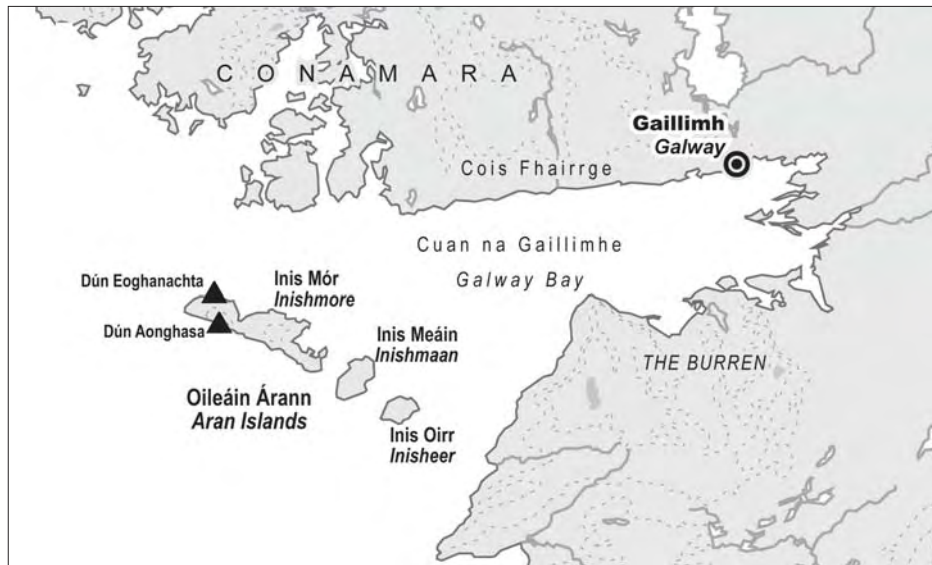 CONAMARA
Gaillimh
Galway
Cois Fhairrge
Cuan na Gaillimhe
Galway Bay
Dún Eoghanachta
Inis Mór
Inishmore
Dún Aonghasa
Inis Meáin
Inishmaan
THE BURREN
Oileáin Árann
Aran Islands
Inis Oirr
Inisheer